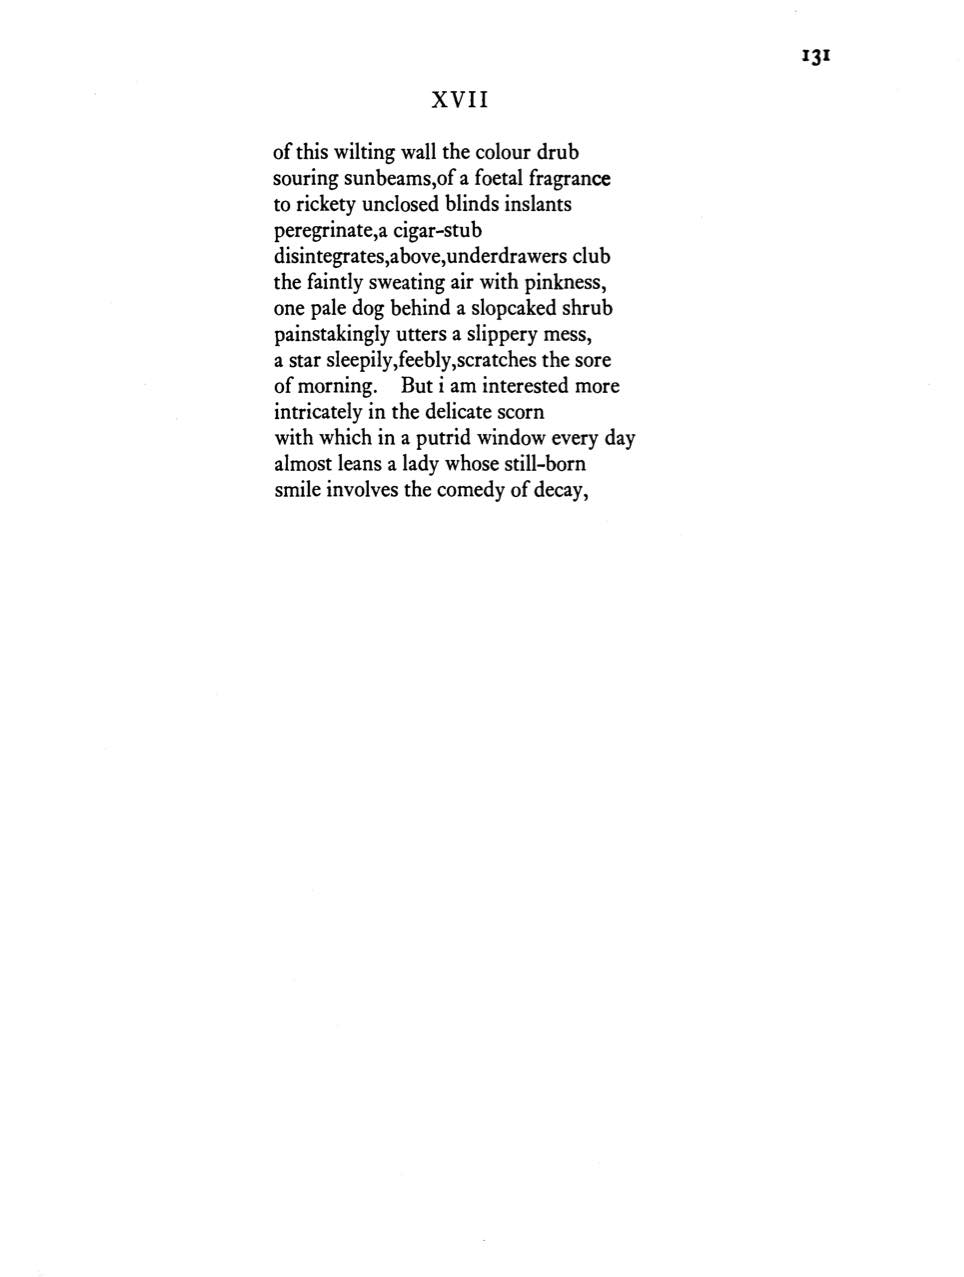 131
XVII
of this wilting wall the colour drub
souring sunbeams,of a foetal fragrance
to rickety unclosed blinds inslants
peregrinate,a cigar-stub
disintegrates,above,underdrawers club
the faintly sweating air with pinkness,
one pale dog behind a slopcaked shrub
painstakingly utters a slippery mess,
a star sleepily,feebly,scratches the sore
of morning.    But i am interested more
intricately in the delicate scorn
with which in a putrid window every day
almost leans a lady whose still-born
smile involves the comedy of decay,